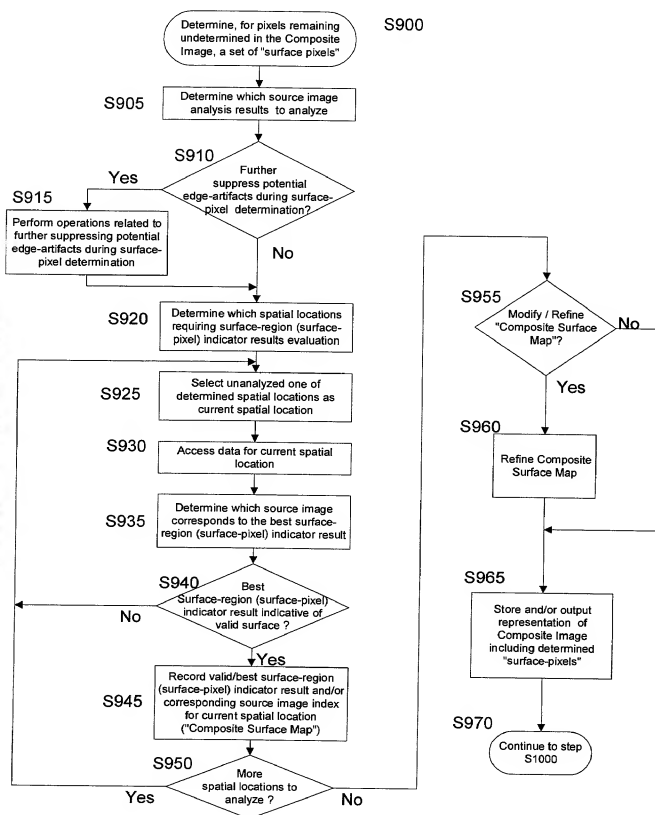 Determine, for pixels remaining
undetermined in the Composite
Image, a set of "surface pixels"
S900
S905
Determine which source image
analysis results to analyze
S910
Further
suppress potential
edge-artifacts during surface-
pixel determination?
Yes
No
S915
Perform operations related to
further suppressing potential
edge-artifacts during surface-
pixel determination
S920
Determine which spatial locations
requiring surface-region (surface-
pixel) indicator results evaluation
S925
Select unanalyzed one of
determined spatial locations as
current spatial location
S930
Access data for current spatial
location
S935
Determine which source image
corresponds to the best surface-
region (surface-pixel) indicator result
S940
Best
Surface-region (surface-pixel)
indicator result indicative of
valid surface ?
No
Yes
S945
Record valid/best surface-region
(surface-pixel) indicator result and/or
corresponding source image index
for current spatial location
("Composite Surface Map")
S950
More
spatial locations to
analyze ?
Yes
No
S955
Modify / Refine
"Composite Surface
Map"?
No
Yes
S960
Refine Composite
Surface Map
S965
Store and/or output
representation of
Composite Image
including determined
"surface-pixels"
S970
Continue to step
S1000